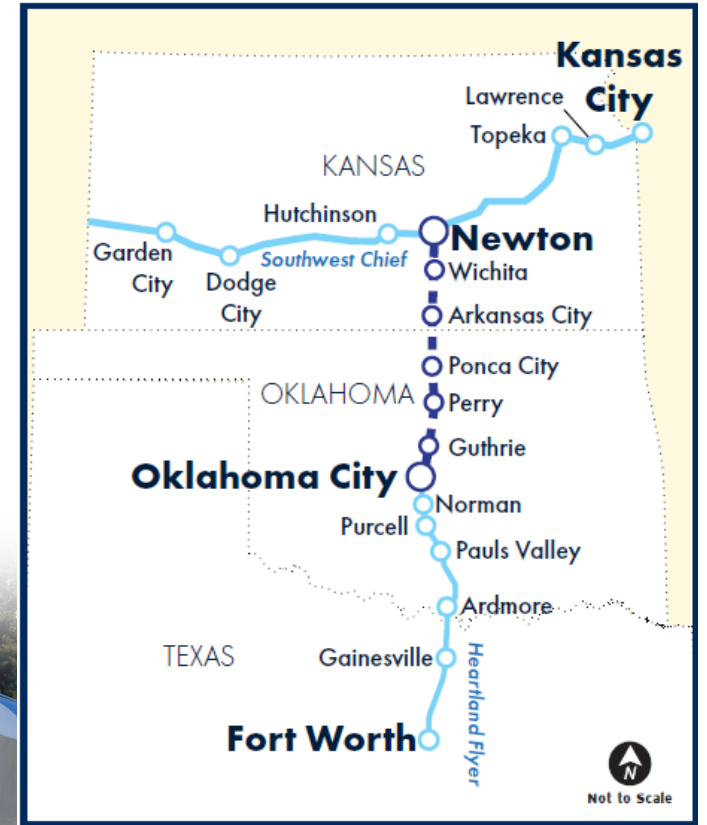 Kansas
City
Lawrence
Topeka
KANSAS
Hutchinson
Newton
Garden
City
Dodge
City
Southwest Chief
Wichita
Arkansas City
Ponca City
OKLAHOMA
Perry
Guthrie
Oklahoma City
Norman
Purcell
Pauls Valley
Ardmore
TEXAS
Gainesville
Heartland Flyer
Fort Worth
N
Not to Scale